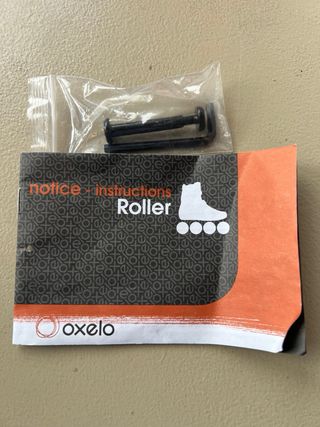 notice - instructions
Roller
oxelo